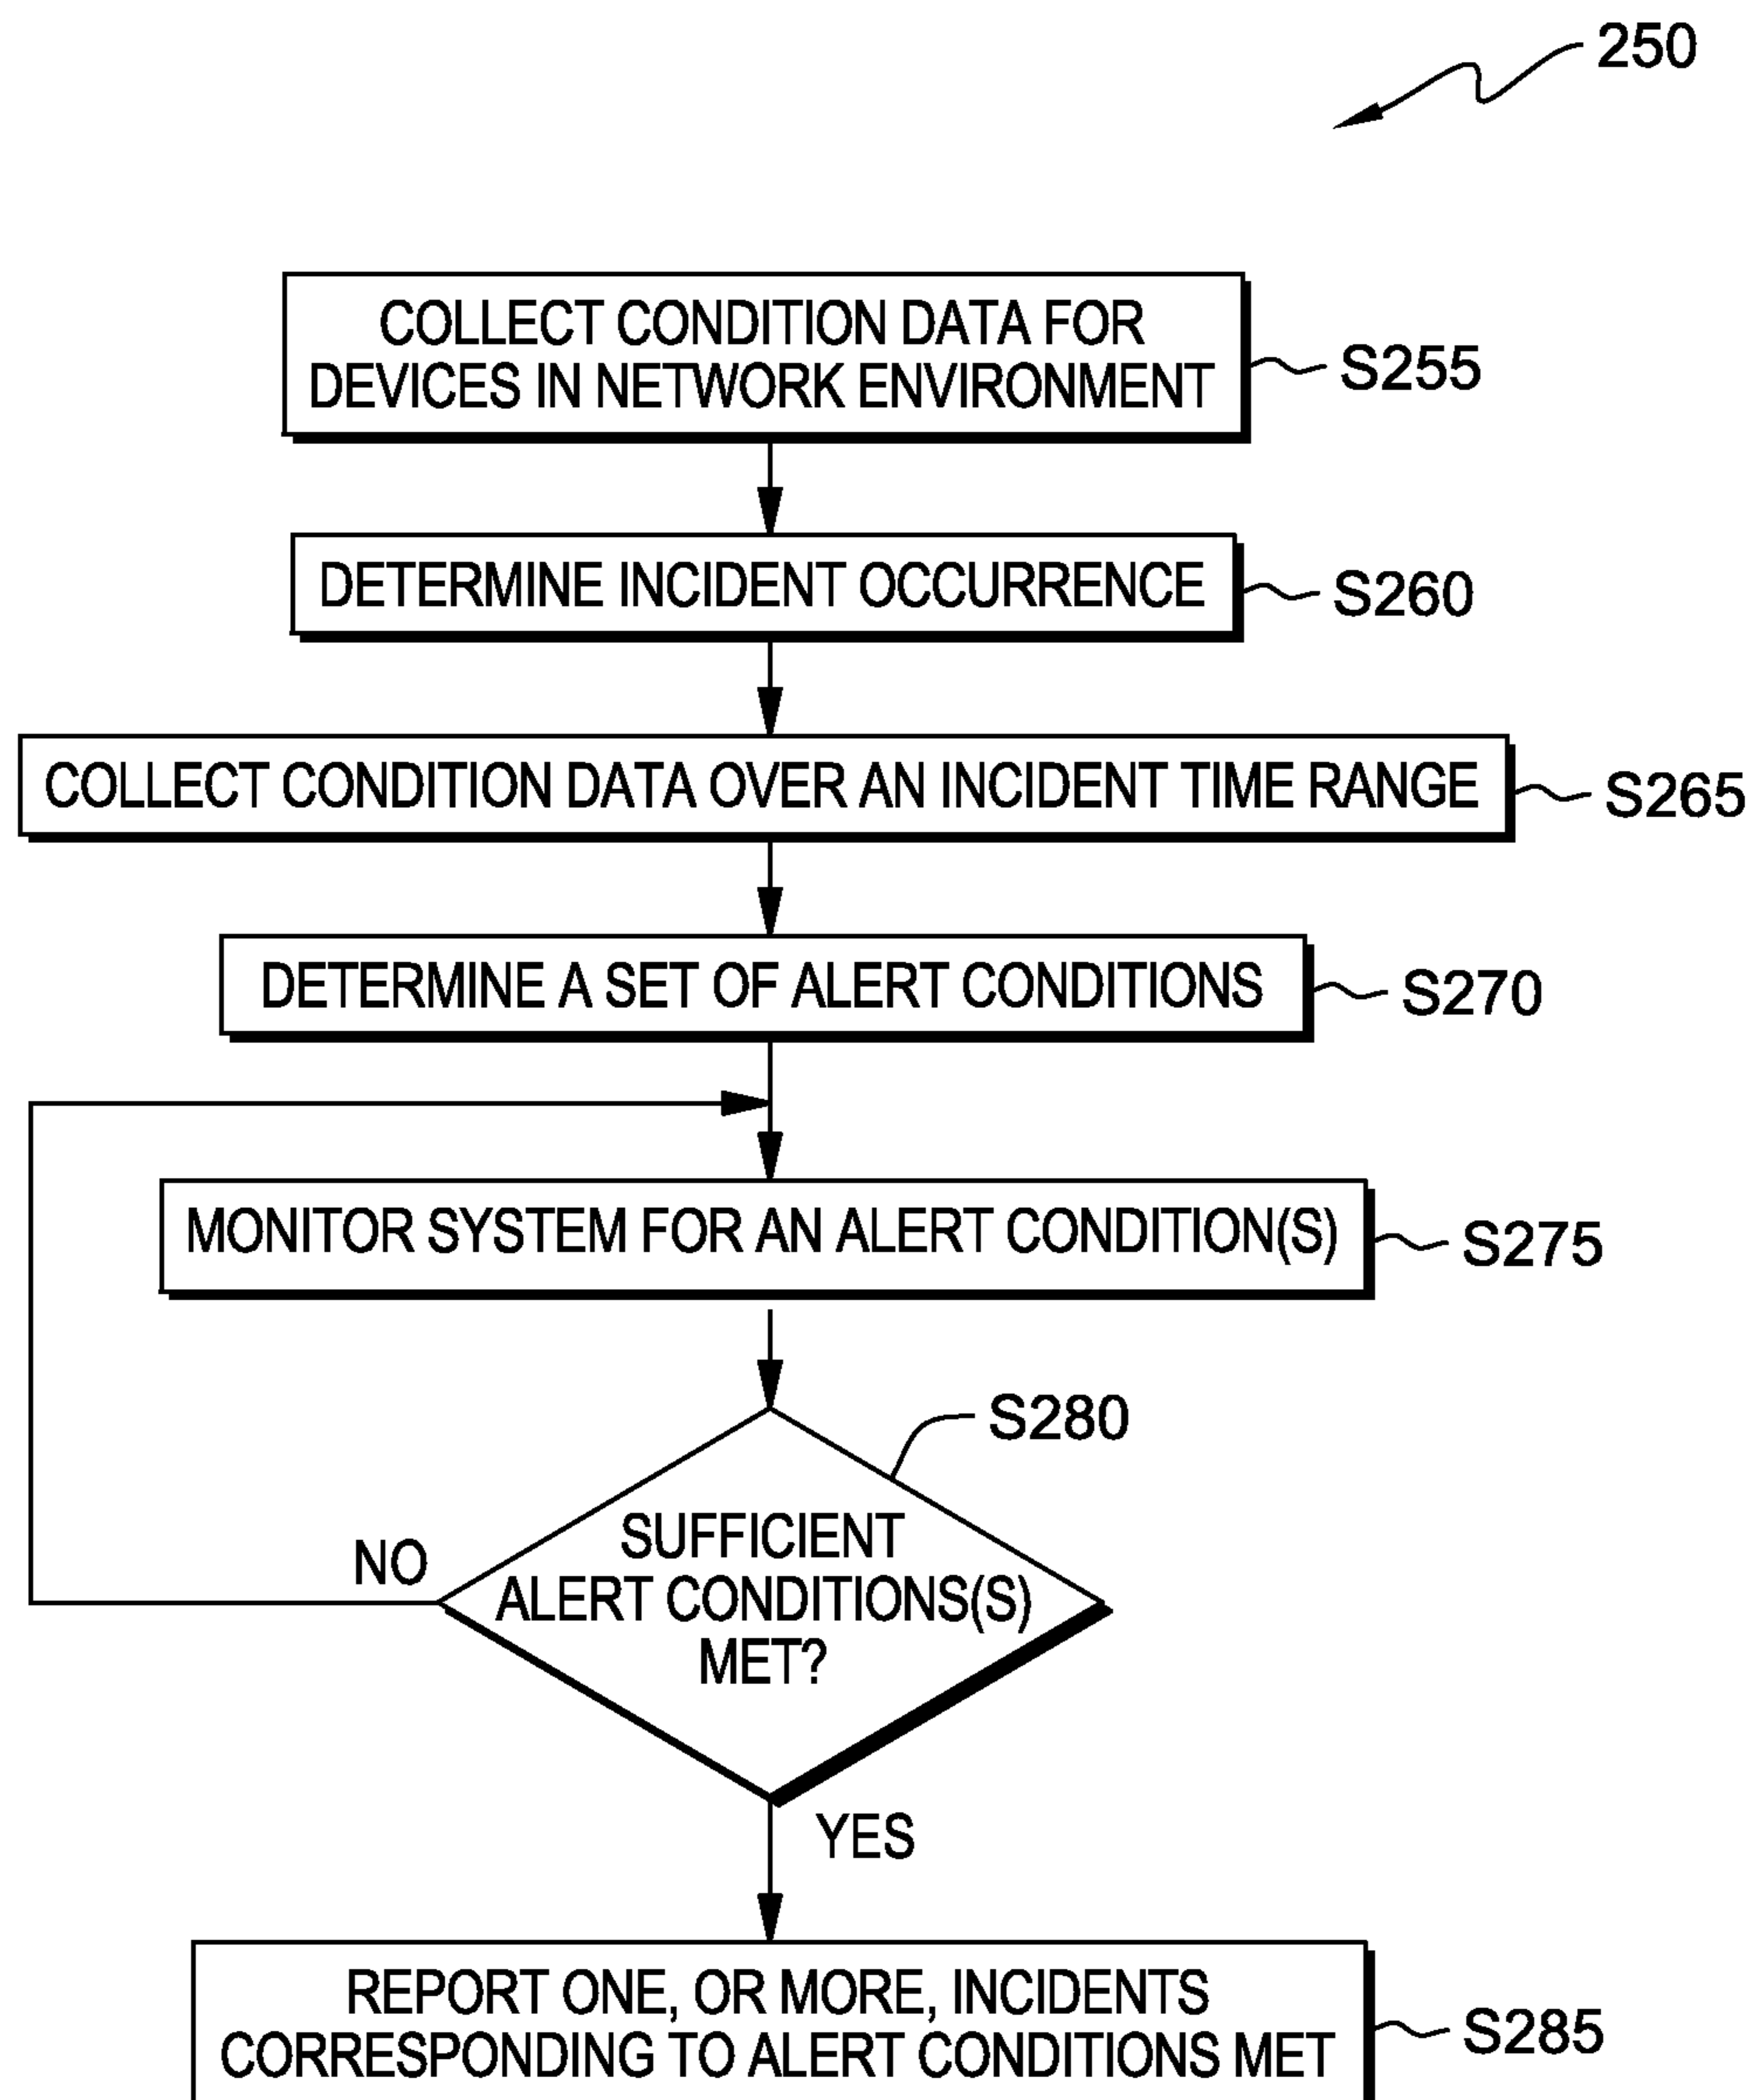 250
COLLECT CONDITION DATA FOR
DEVICES IN NETWORK ENVIRONMENT
S255
DETERMINE INCIDENT OCCURRENCE
S260
COLLECT CONDITION DATA OVER AN INCIDENT TIME RANGE
S265
DETERMINE A SET OF ALERT CONDITIONS
S270
MONITOR SYSTEM FOR AN ALERT CONDITION(S)
S275
S280
SUFFICIENT
ALERT CONDITIONS(S)
MET?
NO
YES
REPORT ONE, OR MORE, INCIDENTS
CORRESPONDING TO ALERT CONDITIONS MET
S285